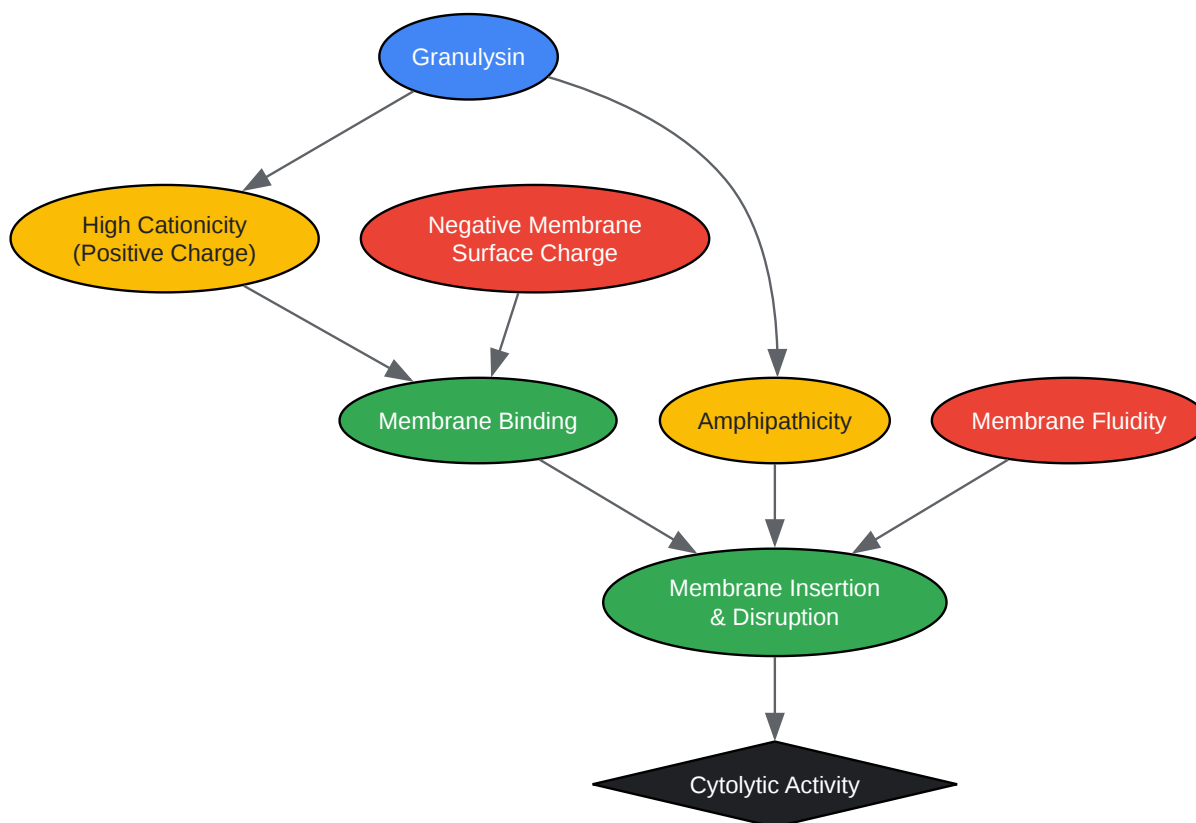 Granulysin
High Cationicity
(Positive Charge)
Negative Membrane
Surface Charge
Membrane Binding
Amphipathicity
Membrane Fluidity
Membrane Insertion
& Disruption
Cytolytic Activity